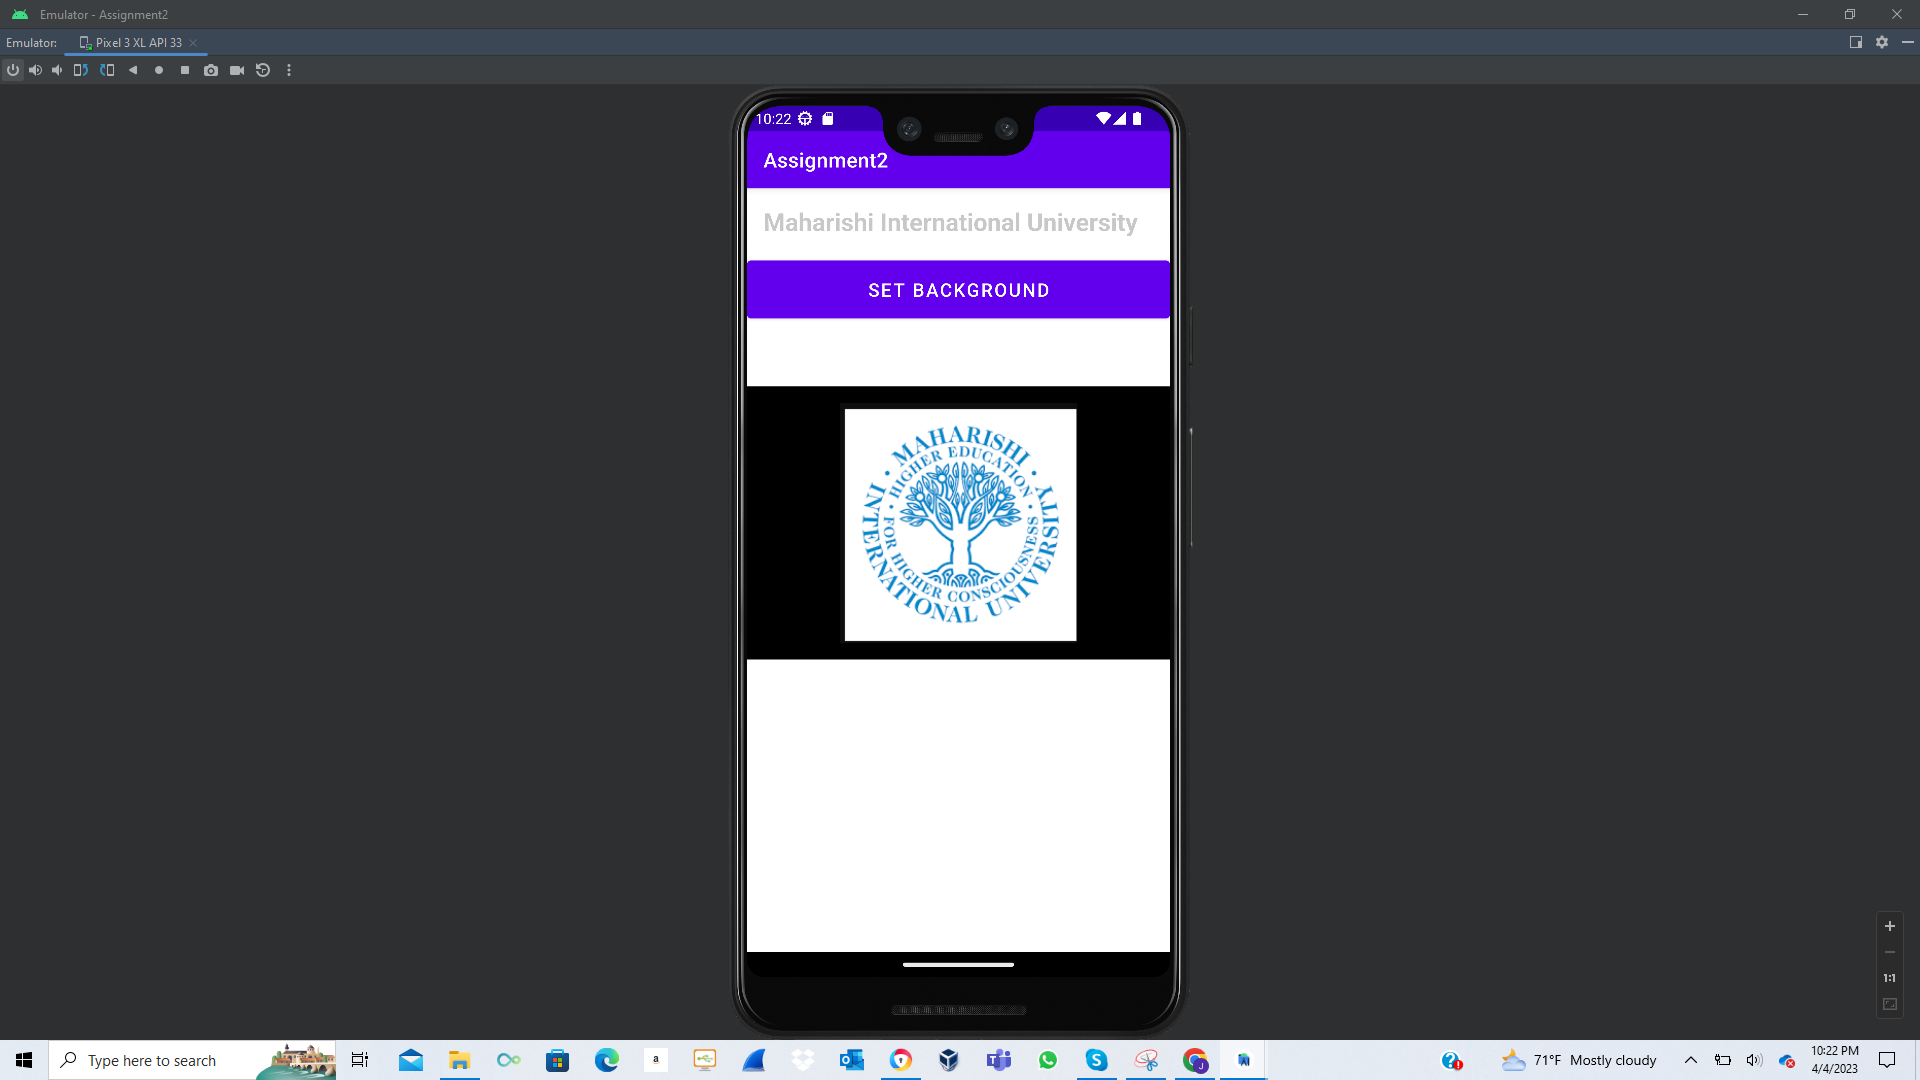 Emulator - Assignment2
Emulator: Pixel 3 XL API 33
10:22
Assignment2
Maharishi International University
SET BACKGROUND
MAHARISHI INTERNATIONAL UNIVERSITY
HIGHER EDUCATION FOR HIGHER CONSCIOUSNESS
1:1
Type here to search
a
71°F Mostly cloudy
10:22 PM
4/4/2023